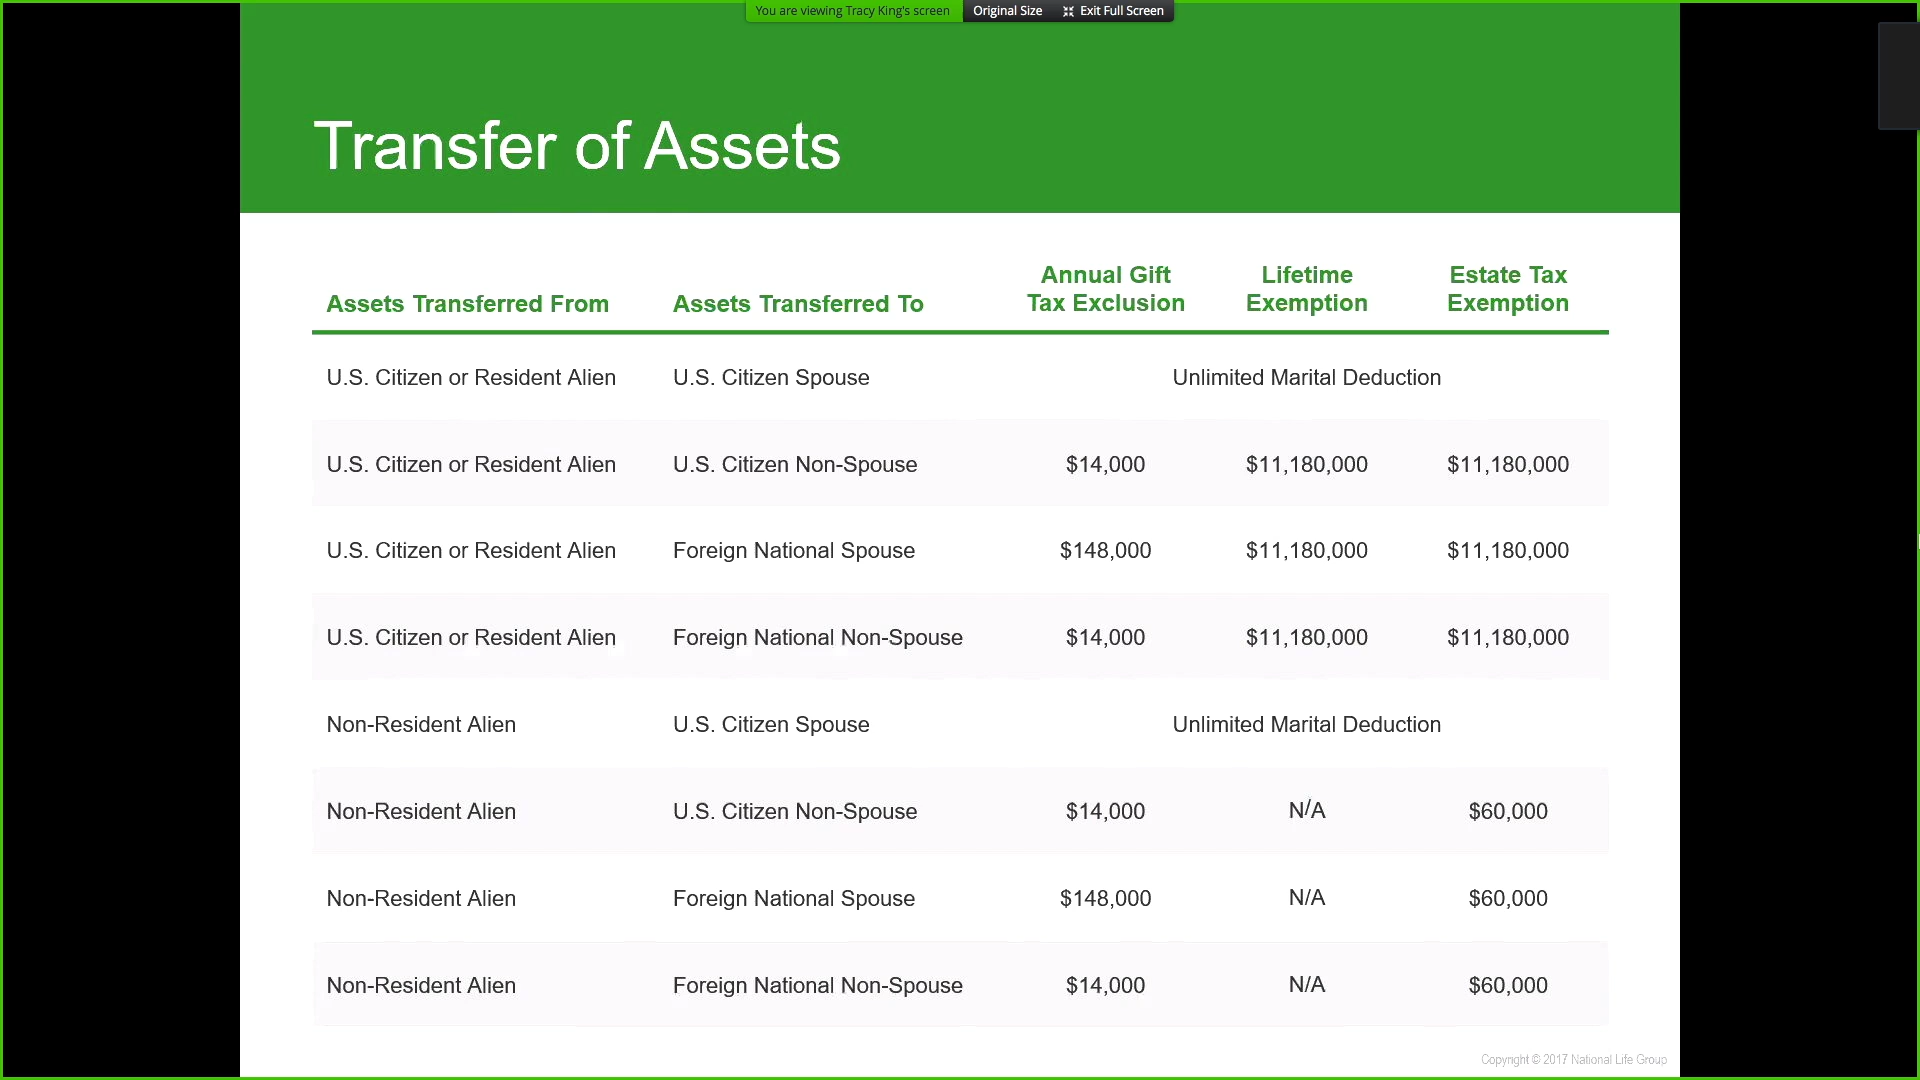 You are viewing Tracy King's screen Original Size Exit Full Screen
Transfer of Assets
Assets Transferred From Assets Transferred To Annual Gift Tax Exclusion Lifetime Exemption Estate Tax Exemption
U.S. Citizen or Resident Alien U.S. Citizen Spouse Unlimited Marital Deduction
U.S. Citizen or Resident Alien U.S. Citizen Non-Spouse $14,000 $11,180,000 $11,180,000
U.S. Citizen or Resident Alien Foreign National Spouse $148,000 $11,180,000 $11,180,000
U.S. Citizen or Resident Alien Foreign National Non-Spouse $14,000 $11,180,000 $11,180,000
Non-Resident Alien U.S. Citizen Spouse Unlimited Marital Deduction
Non-Resident Alien U.S. Citizen Non-Spouse $14,000 N/A $60,000
Non-Resident Alien Foreign National Spouse $148,000 N/A $60,000
Non-Resident Alien Foreign National Non-Spouse $14,000 N/A $60,000
Copyright © 2017 National Life Group